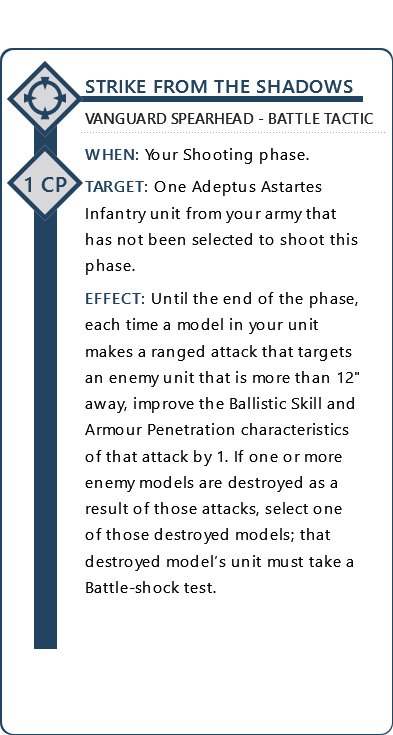 STRIKE FROM THE SHADOWS
VANGUARD SPEARHEAD - BATTLE TACTIC
WHEN: Your Shooting phase.
1 CP
TARGET: One Adeptus Astartes
Infantry unit from your army that
has not been selected to shoot this
phase.
EFFECT: Until the end of the phase,
each time a model in your unit
makes a ranged attack that targets
an enemy unit that is more than 12"
away, improve the Ballistic Skill and
Armour Penetration characteristics
of that attack by 1. If one or more
enemy models are destroyed as a
result of those attacks, select one
of those destroyed models; that
destroyed model's unit must take a
Battle-shock test.